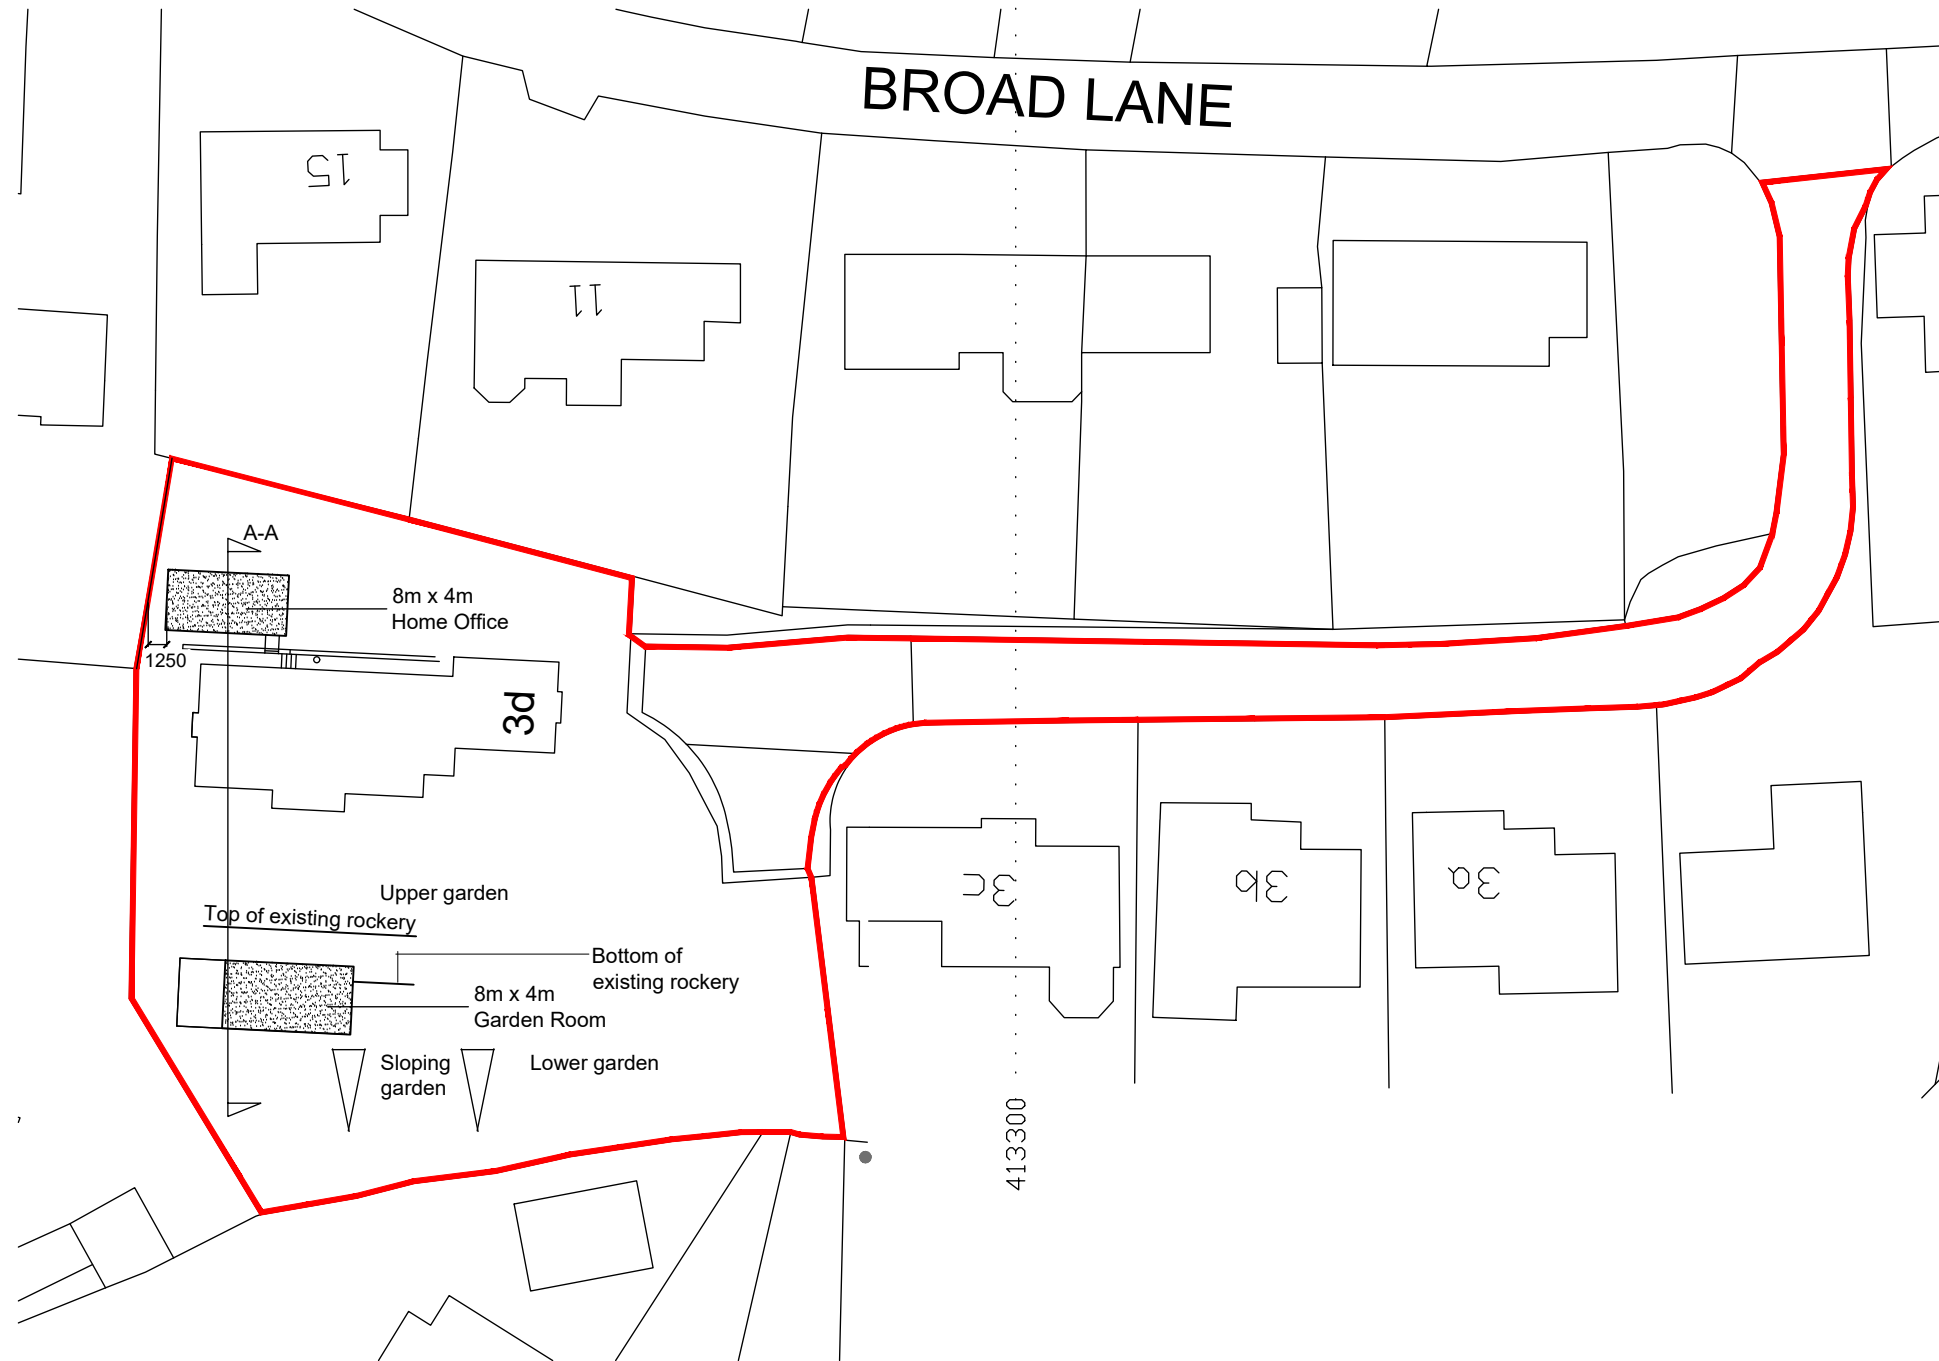 BROAD LANE
15
11
A-A
8m x 4m
Home Office
1250
3d
3c
3b
3a
Upper garden
Top of existing rockery
Bottom of
existing rockery
8m x 4m
Garden Room
Sloping
garden
Lower garden
413300